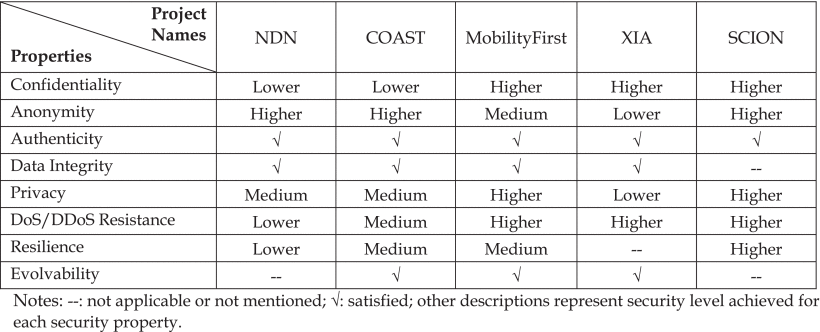 Project Names
Properties
NDN COAST MobilityFirst XIA SCION
Confidentiality Lower Lower Higher Higher Higher
Anonymity Higher Higher Medium Lower Higher
Authenticity √ √ √ √ √
Data Integrity √ √ √ √ --
Privacy Medium Medium Higher Lower Higher
DoS/DDoS Resistance Lower Medium Higher Higher Higher
Resilience Lower Medium Medium -- Higher
Evolvability -- √ √ √ --
Notes: --: not applicable or not mentioned; √: satisfied; other descriptions represent security level achieved for
each security property.